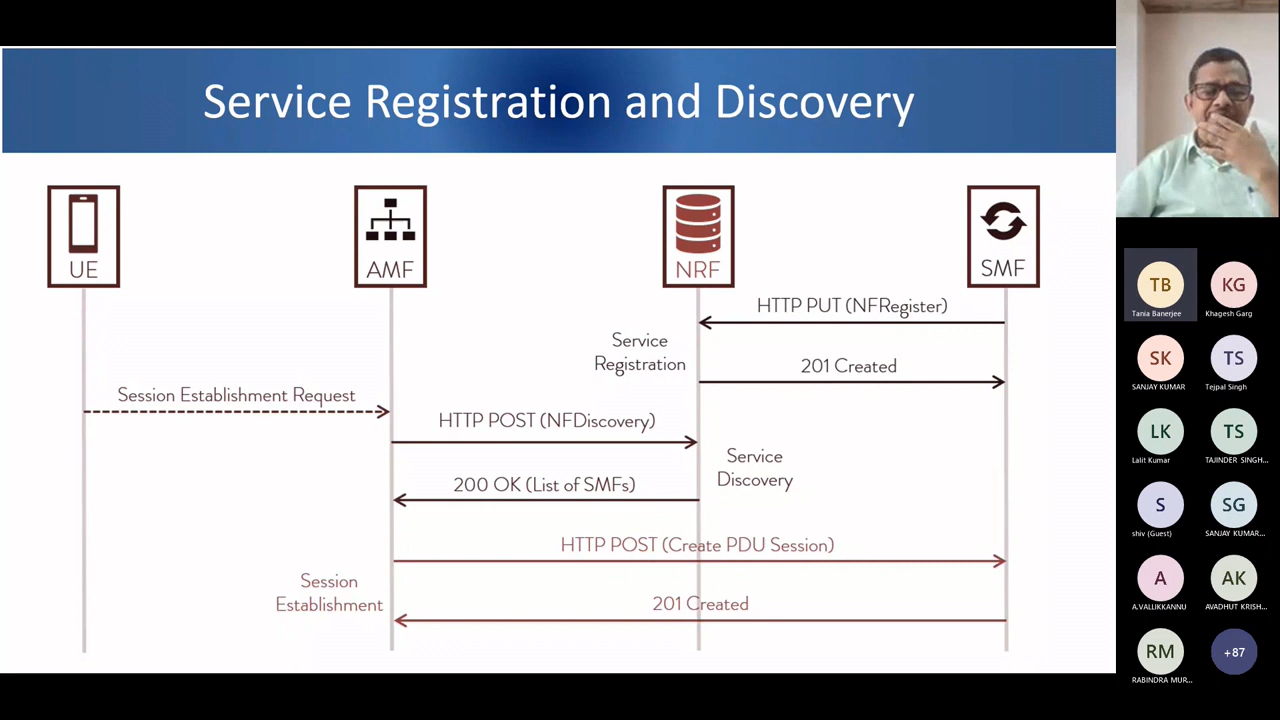 Service Registration and Discovery
UE
AMF
NRF
SMF
HTTP PUT (NFRegister)
Service
Registration
201 Created
Session Establishment Request
HTTP POST (NFDiscovery)
Service
Discovery
200 OK (List of SMFs)
HTTP POST (Create PDU Session)
Session
Establishment
201 Created
TB
Tania Banerjee
KG
Khagesh Garg
SK
SANJAY KUMAR
TS
Tejpal Singh
LK
Lalit Kumar
TS
TAJINDER SINGH...
S
shiv (Guest)
SG
SANJAY KUMAR...
A
A.VALLIKKANNU
AK
AVADHUT KRISH...
RM
RABINDRA MUR...
+87